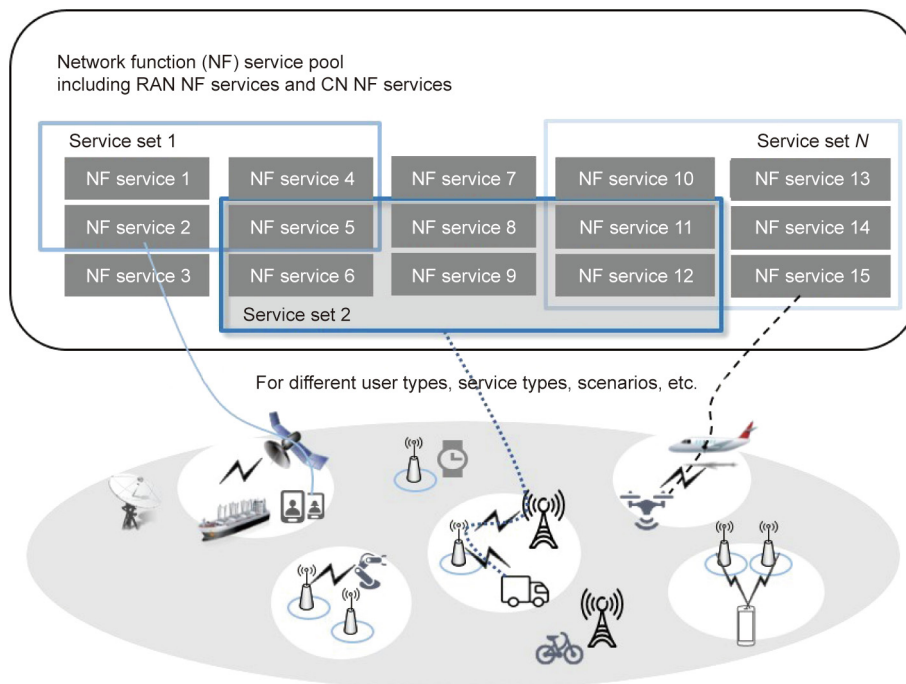 Network function (NF) service pool
including RAN NF services and CN NF services
Service set 1
Service set N
NF service 1
NF service 4
NF service 7
NF service 10
NF service 13
NF service 2
NF service 5
NF service 8
NF service 11
NF service 14
NF service 3
NF service 6
NF service 9
NF service 12
NF service 15
Service set 2
For different user types, service types, scenarios, etc.